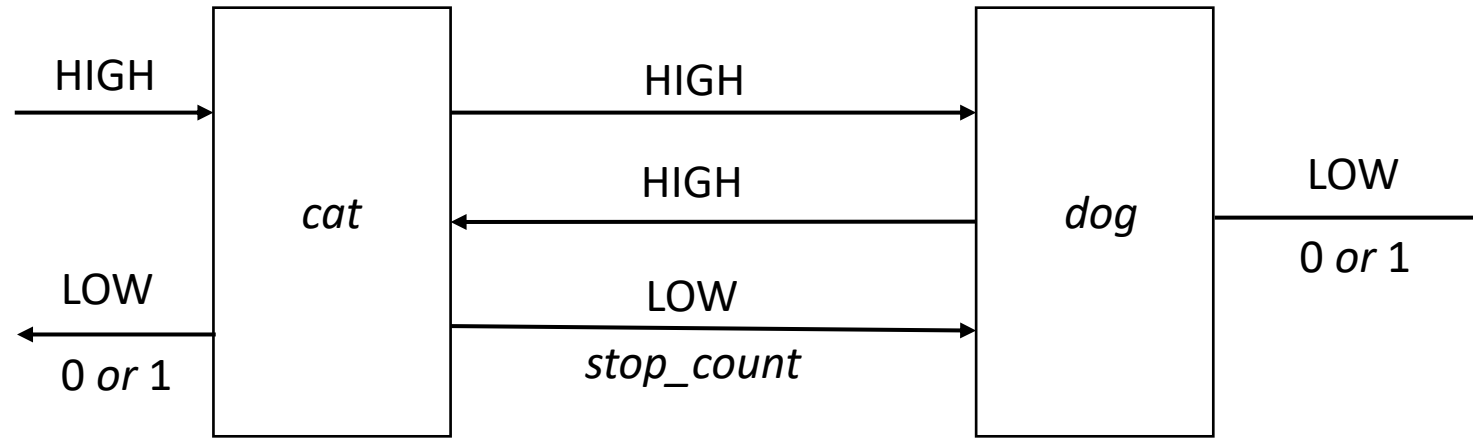 HIGH
HIGH
HIGH
LOW
cat
dog
LOW
LOW
0 or 1
0 or 1
stop_count